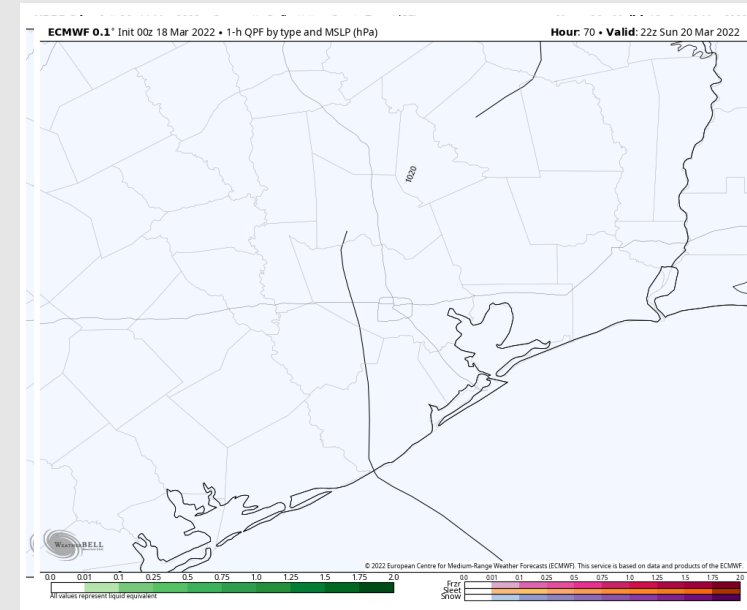 ECMWF 0.1° Init 00z 18 Mar 2022 • 1-h QPF by type and MSLP (hPa) Hour: 70 • Valid: 22z Sun 20 Mar 2022
1020
WEATHERBELL
© 2022 European Centre for Medium-Range Weather Forecasts (ECMWF). This service is based on data and products of the ECMWF.
0.0 0.01 0.1 0.25 0.5 0.75 1.0 1.25 1.5 1.75 2.0
All values represent liquid equivalent
0.0 0.01 0.1 0.25 0.5 0.75 1.0 1.25 1.5 1.75 2.0
Frzr
Sleet
Snow